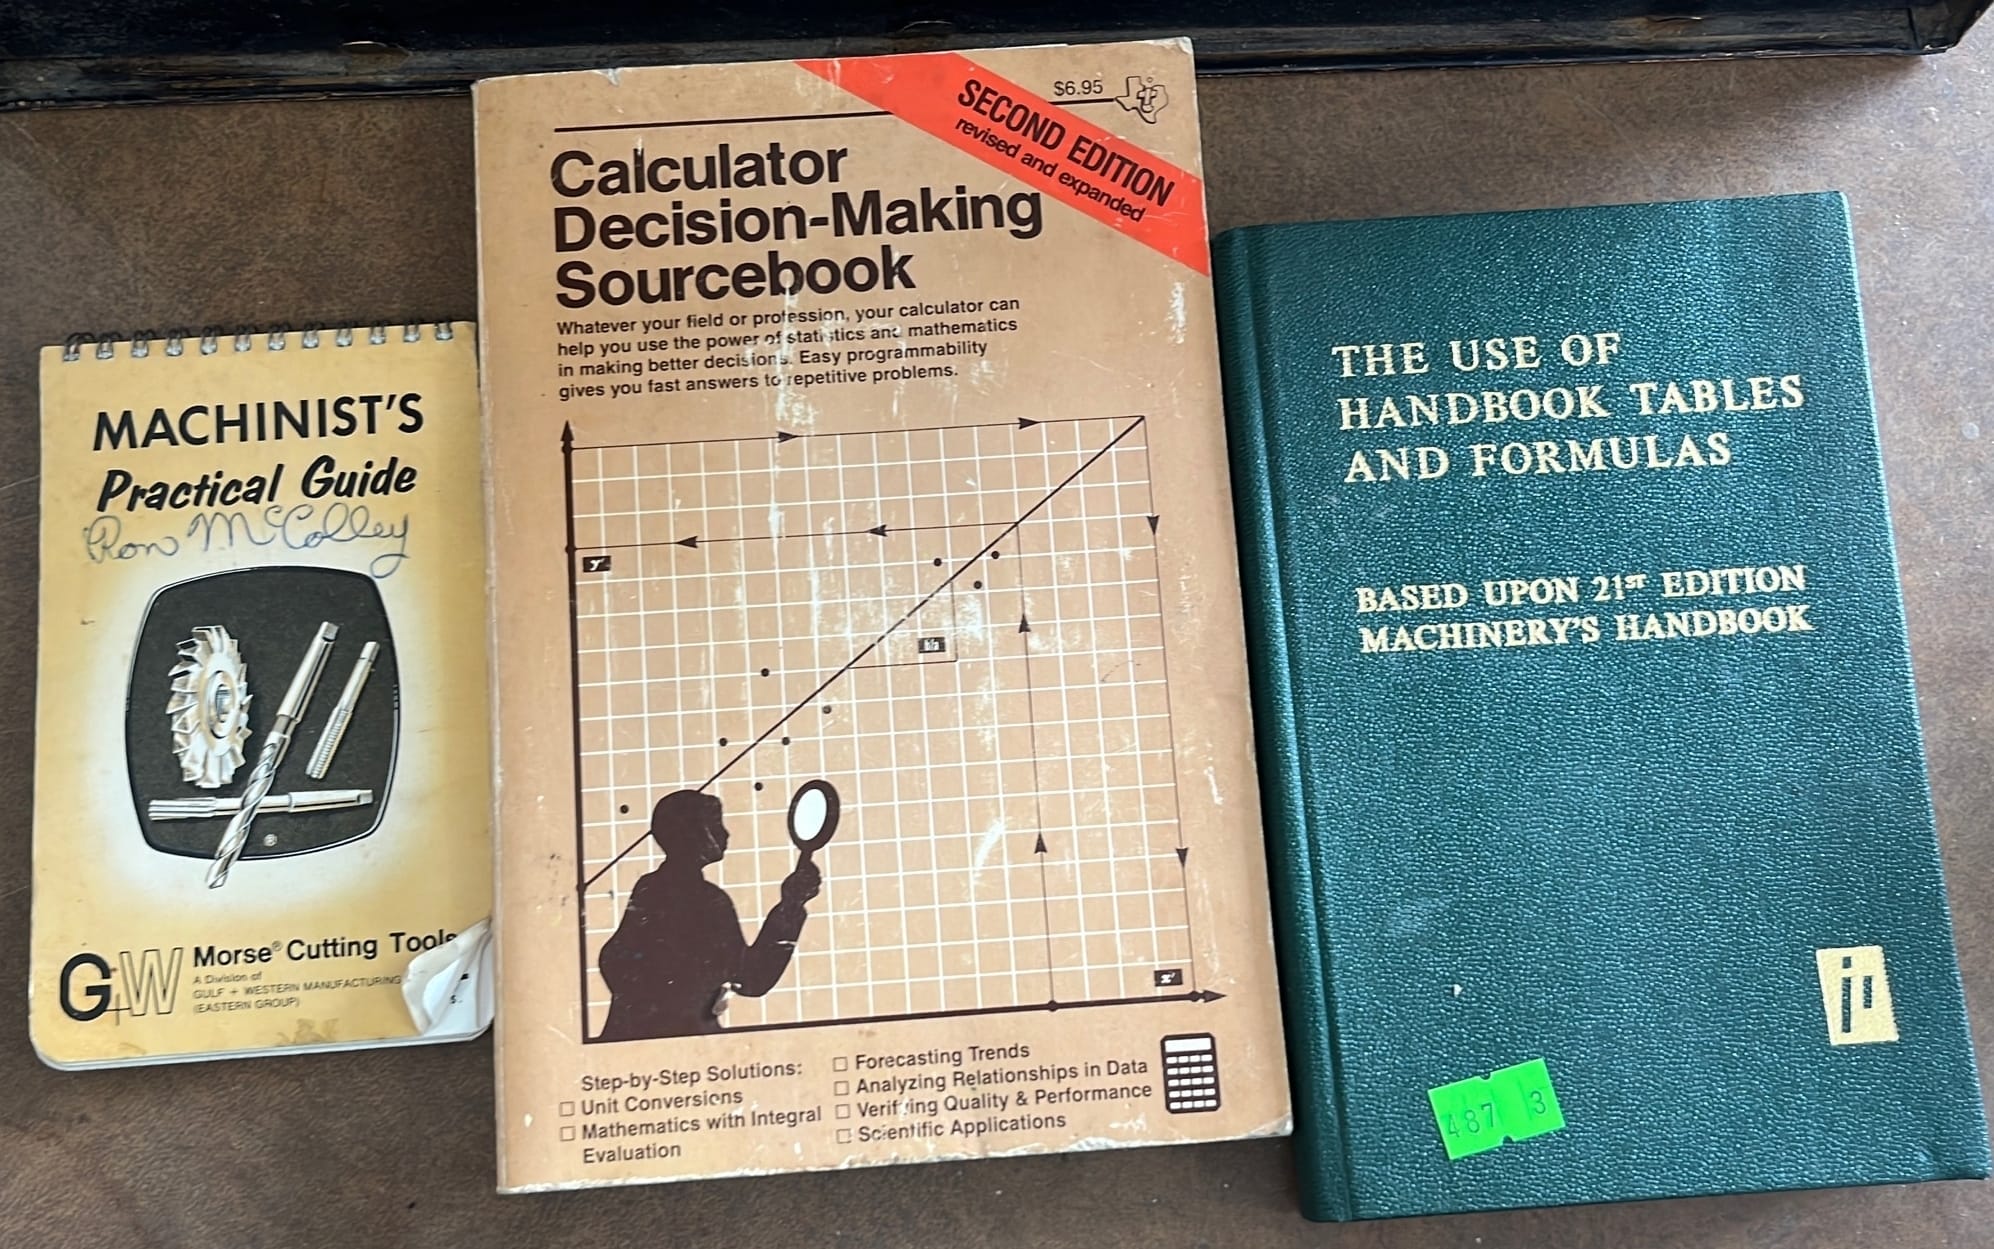 MACHINIST'S
Practical Guide
Ron McColley
®
G+W
Morse® Cutting Tools
A Division of
GULF + WESTERN MANUFACTURING
(EASTERN GROUP)
s.
$6.95
SECOND EDITION
revised and expanded
Calculator
Decision-Making
Sourcebook
Whatever your field or profession, your calculator can
help you use the power of statistics and mathematics
in making better decisions. Easy programmability
gives you fast answers to repetitive problems.
y'
x'
Step-by-Step Solutions:
Unit Conversions
Mathematics with Integral
Evaluation
Forecasting Trends
Analyzing Relationships in Data
Verifying Quality & Performance
Scientific Applications
THE USE OF
HANDBOOK TABLES
AND FORMULAS
BASED UPON 21ST EDITION
MACHINERY'S HANDBOOK
487 3